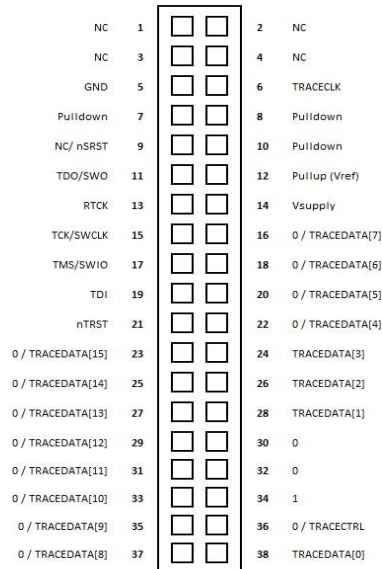 NC 1 2 NC
NC 3 4 NC
GND 5 6 TRACECLK
Pulldown 7 8 Pulldown
NC/ nSRST 9 10 Pulldown
TDO/SWO 11 12 Pullup (Vref)
RTCK 13 14 Vsupply
TCK/SWCLK 15 16 0 / TRACEDATA[7]
TMS/SWIO 17 18 0 / TRACEDATA[6]
TDI 19 20 0 / TRACEDATA[5]
nTRST 21 22 0 / TRACEDATA[4]
0 / TRACEDATA[15] 23 24 TRACEDATA[3]
0 / TRACEDATA[14] 25 26 TRACEDATA[2]
0 / TRACEDATA[13] 27 28 TRACEDATA[1]
0 / TRACEDATA[12] 29 30 0
0 / TRACEDATA[11] 31 32 0
0 / TRACEDATA[10] 33 34 1
0 / TRACEDATA[9] 35 36 0 / TRACECTRL
0 / TRACEDATA[8] 37 38 TRACEDATA[0]